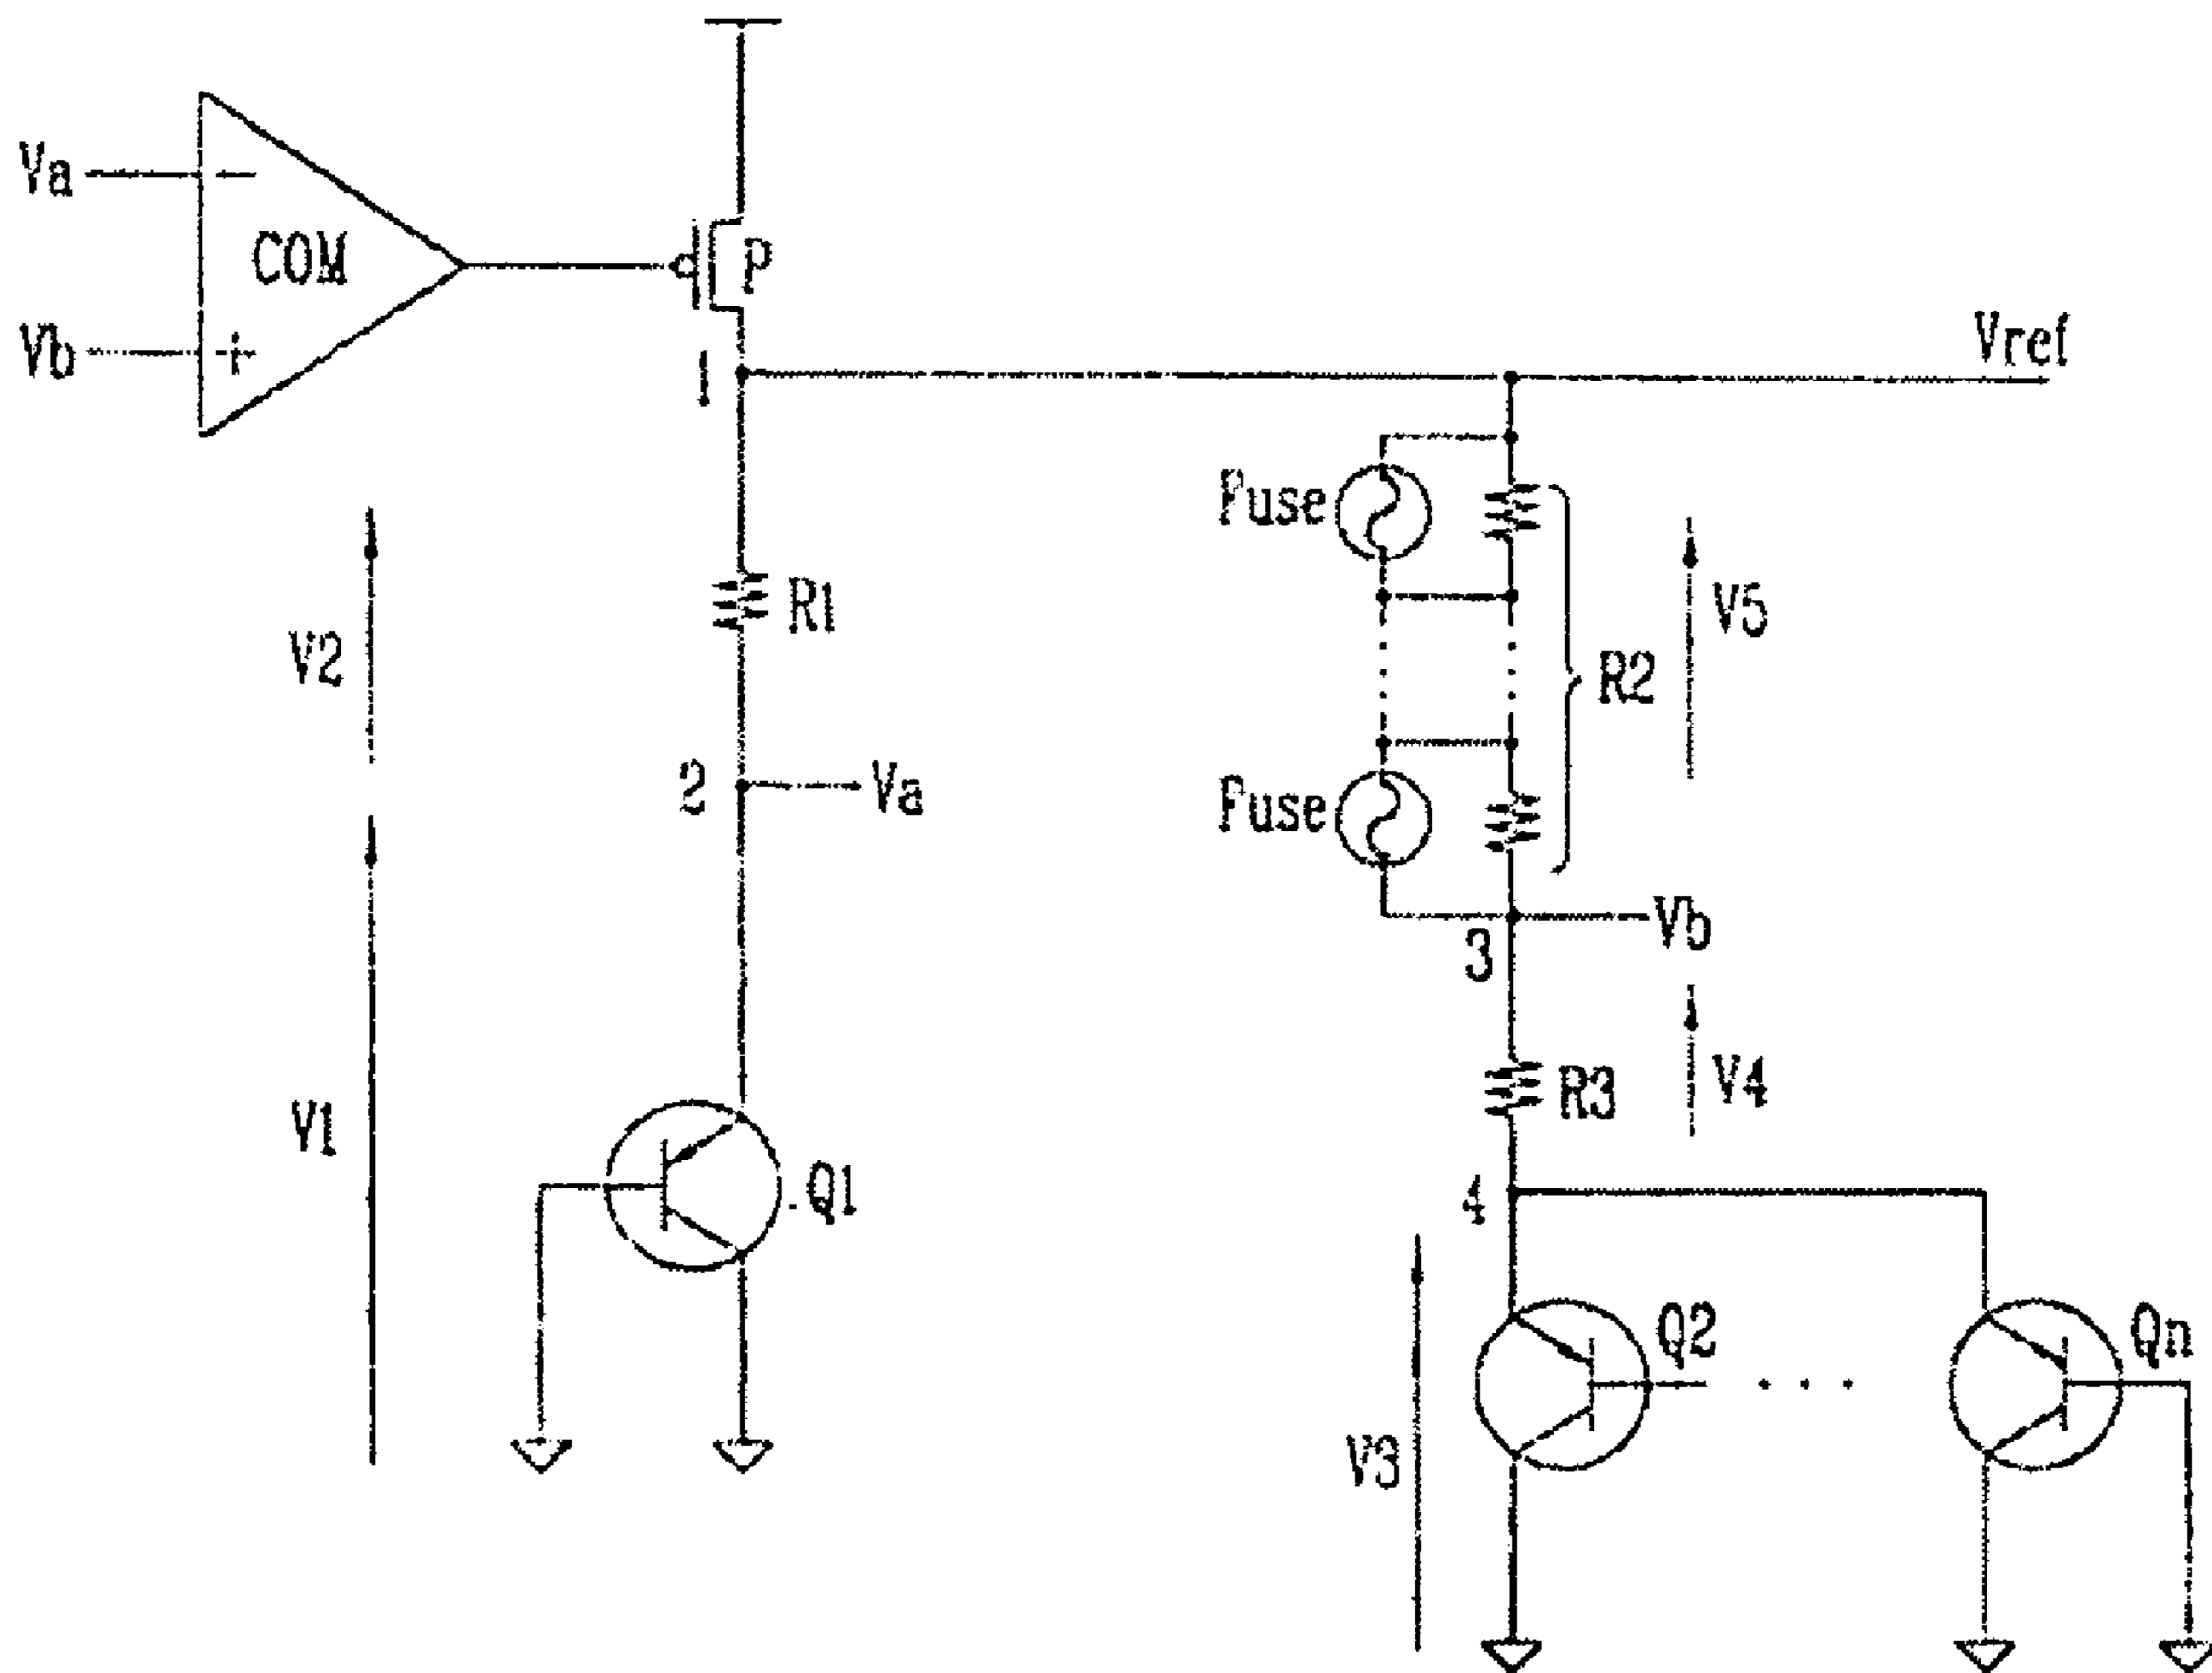 Va
−
COM
P
Vb
+
1
Vref
Fuse
V5
R1
V2
R2
2
Va
Fuse
Vb
3
V4
R3
V1
Q1
4
Q2
. . .
Qn
V3